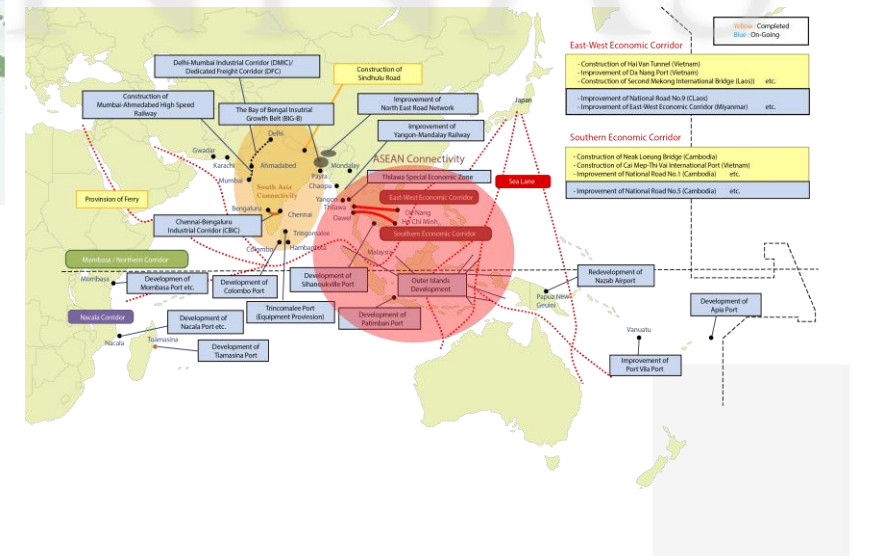 Yellow : Completed
Blue : On-Going
East-West Economic Corridor
- Construction of Hai Van Tunnel (Vietnam)
- Improvement of Da Nang Port (Vietnam)
- Construction of Second Mekong International Bridge (Laos)) etc.
- Improvement of National Road No.9 (CLaos)
- Improvement of East-West Economic Corridor (Miyanmar) etc.
Southern Economic Corridor
- Construction of Neak Loeung Bridge (Cambodia)
- Construction of Cai Mep-Thi Vai International Port (Vietnam)
- Improvement of National Road No.1 (Cambodia) etc.
- Improvement of National Road No.5 (Cambodia) etc.
Delhi-Mumbai Industrial Corridor (DMIC)/
Dedicated Freight Corridor (DFC)
Construction of
Sindhulu Road
Construction of
Mumbai-Ahmedabed High Speed
Railway
The Bay of Bengal Insutrial
Growth Belt (BIG-B)
Improvement of
North East Road Network
Improvement of
Yangon-Mandalay Railway
Japan
Delhi
Gwadar
Karachi
Ahmadabed
Mumbai
Payra
Mondalay
Chaopu
ASEAN Connectivity
Thilawa Special Economic Zone
Sea Lane
South Asia
Connectivity
Provinsion of Ferry
Yangon
Thilawa
Dawei
East-West Economic Corridor
Da Nang
Ho Chi Minh
Southern Economic Corridor
Bengaluru
Chennai
Chennai-Bengaluru
Industrial Corridor (CBIC)
Tringomalee
Colombo
Hambantota
Malaysia
Mombasa / Northern Corridor
Mombasa
Developmen of
Mombasa Port etc.
Development of
Colombo Port
Development of
Sihanoukville Port
Outer Islands
Development
Redevelopment of
Nazab Airport
Papua New
Geuini
Trincomalee Port
(Equipment Provinsion)
Development of
Patimban Port
Development of
Apia Port
Nacala Corridor
Nacala
Development of
Nacala Port etc.
Toamasina
Development of
Tiamasina Port
Vanuatu
Improvement of
Port Vila Port